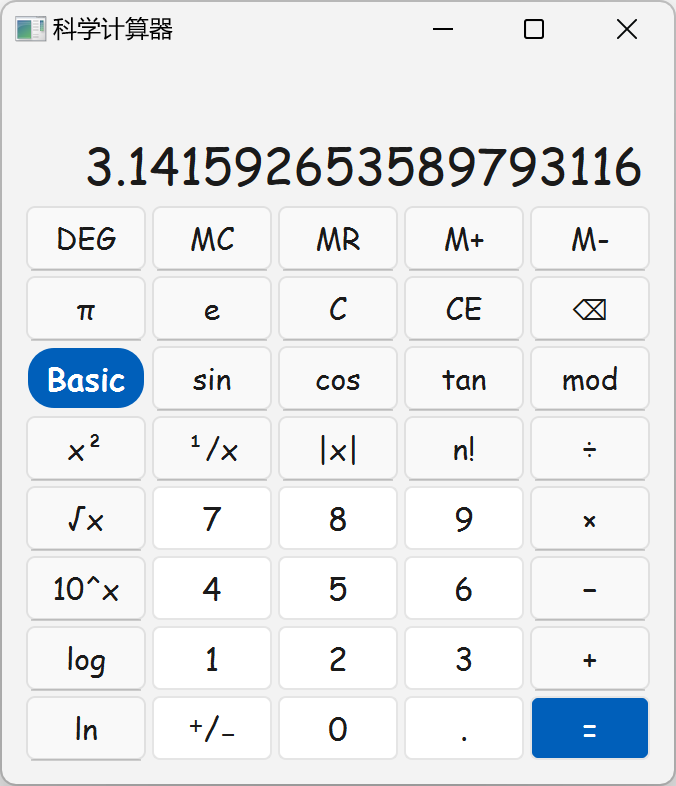 科学计算器
3.141592653589793116
DEG MC MR M+ M-
π e C CE ⌫
Basic sin cos tan mod
x² ¹/x |x| n! ÷
√x 7 8 9 ×
10^x 4 5 6 −
log 1 2 3 +
ln ⁺/₋ 0 . =